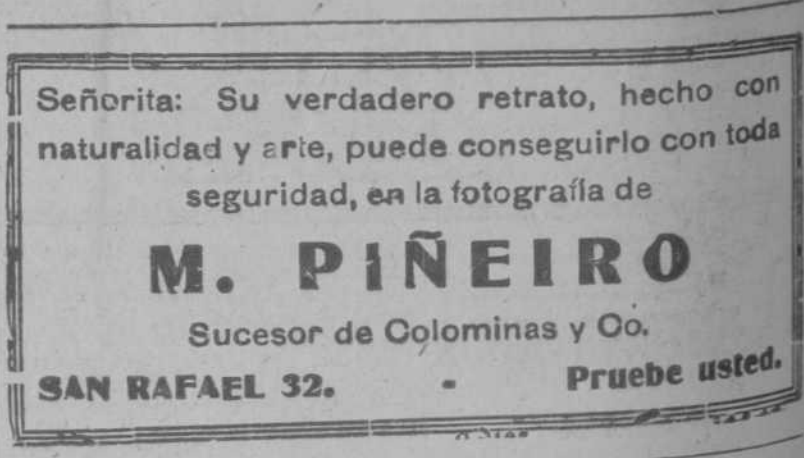 Señorita: Su verdadero retrato, hecho con
naturalidad y arte, puede conseguirlo con toda
seguridad, en la fotografía de
M. PIÑEIRO
Sucesor de Colominas y Co.
SAN RAFAEL 32. - Pruebe usted.